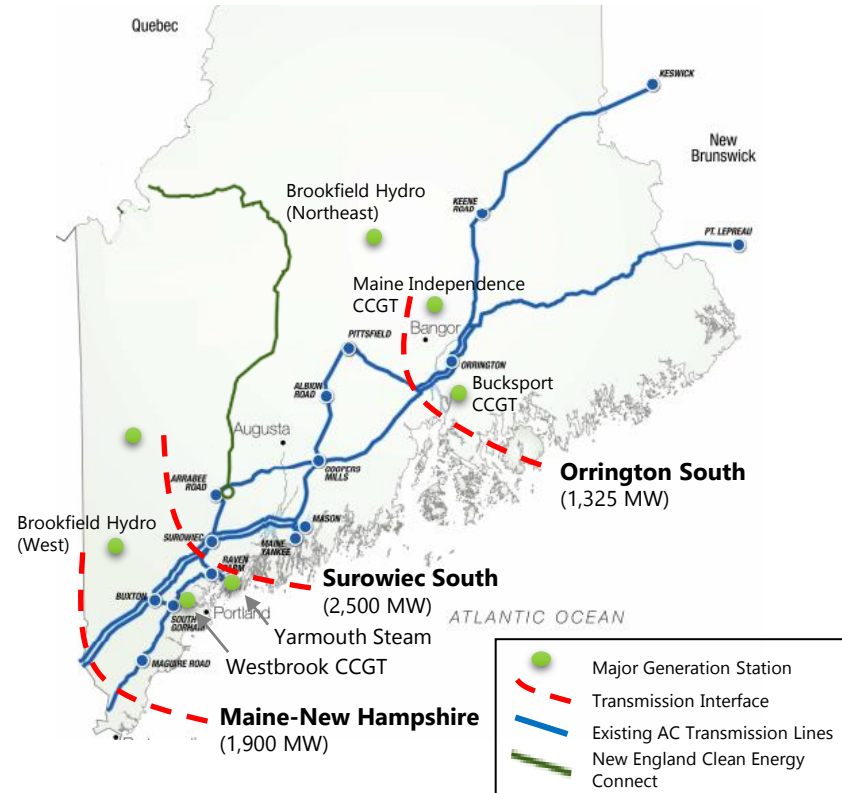 Quebec
KESWICK
New
Brunswick
Brookfield Hydro
(Northeast)
KEENE
ROAD
PT. LEPREAU
Maine Independence
CCGT
PITTSFIELD
Bangor
ORRINGTON
Bucksport
CCGT
ALBION
ROAD
Augusta
COOPERS
MILLS
Orrington South
(1,325 MW)
ARRABEE
ROAD
Brookfield Hydro
(West)
MASON
SUROWIEC
MAINE
YANKEE
RAVEN
FARM
Surowiec South
(2,500 MW)
BUXTON
SOUTH
GORHAM
Portland
ATLANTIC OCEAN
Yarmouth Steam
Westbrook CCGT
MAGUIRE ROAD
Maine-New Hampshire
(1,900 MW)
Major Generation Station
Transmission Interface
Existing AC Transmission Lines
New England Clean Energy
Connect